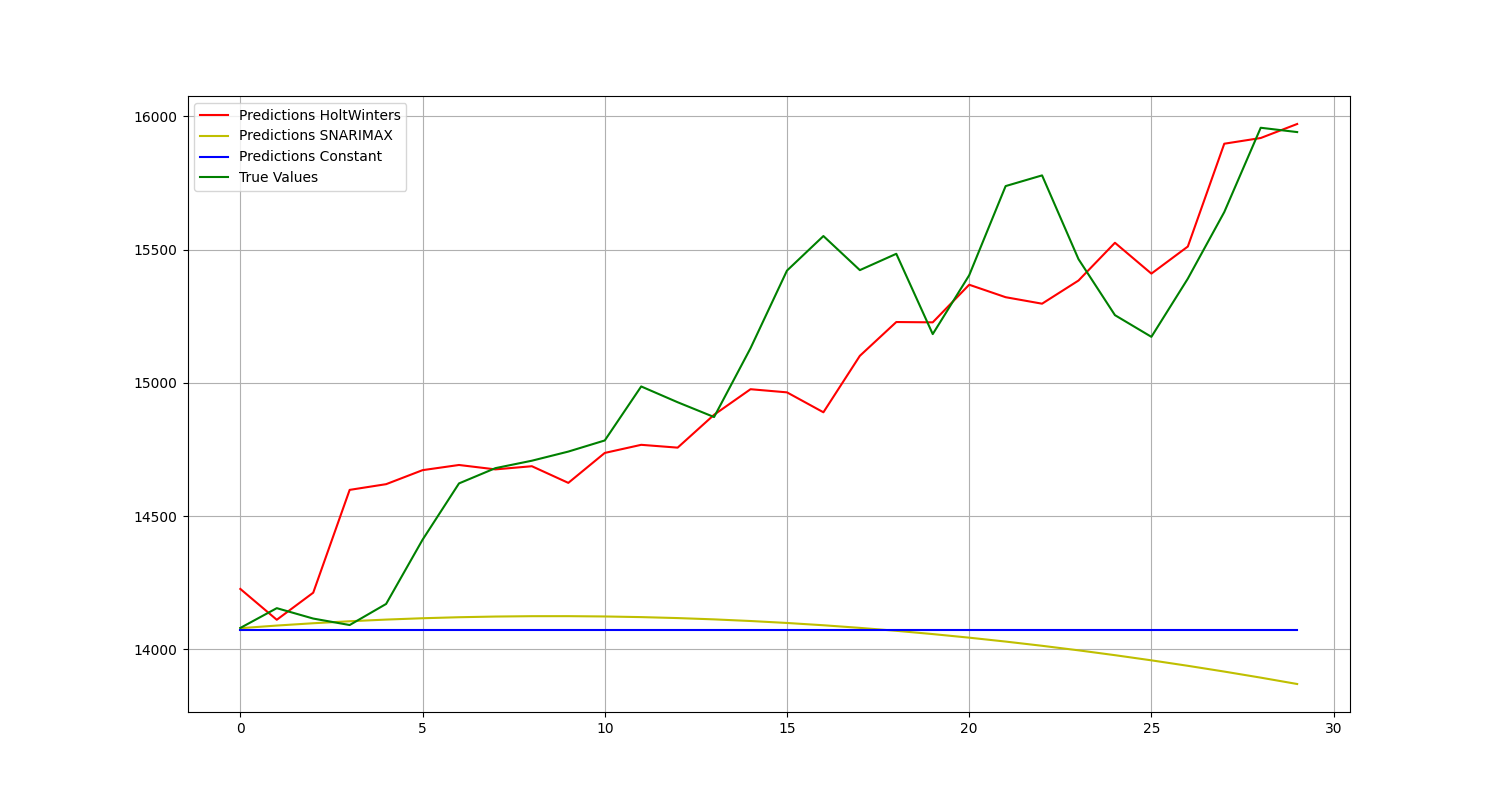 Predictions HoltWinters
Predictions SNARIMAX
Predictions Constant
True Values
16000
15500
15000
14500
14000
0 5 10 15 20 25 30